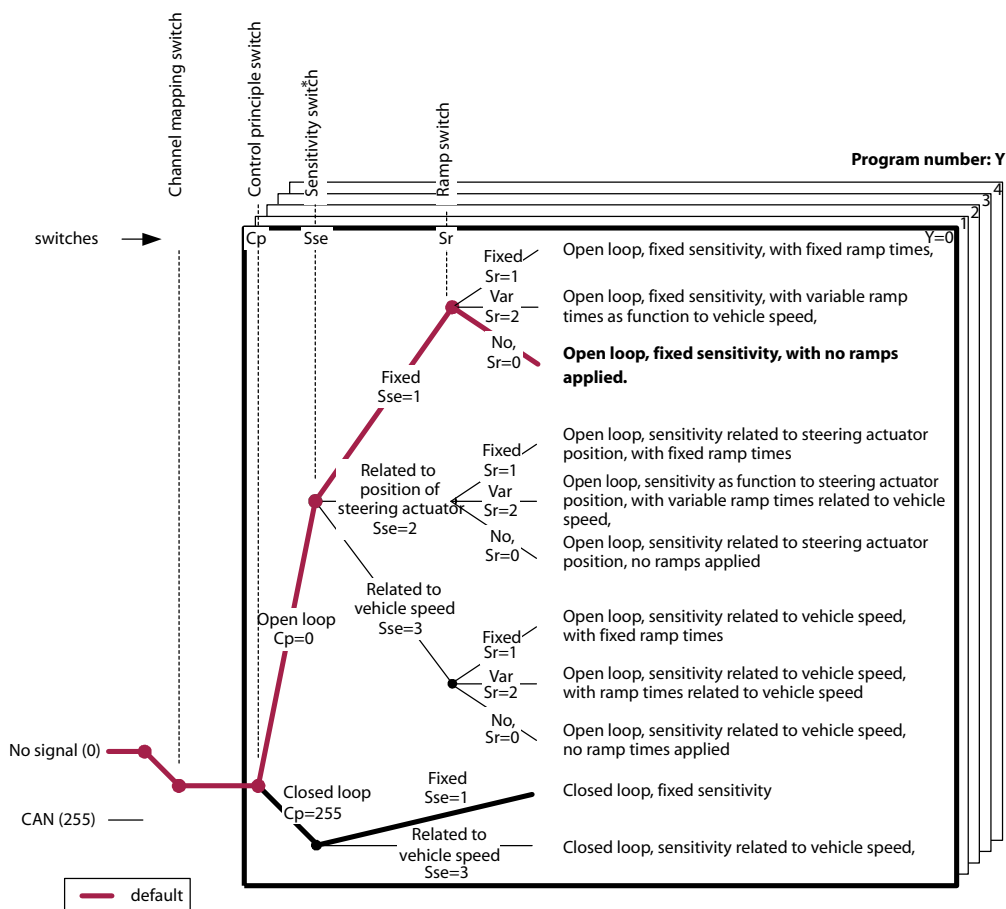 Channel mapping switch
Control principle switch
Sensitivity switch*
Ramp switch
Program number: Y
4
3
2
1
Y=0
switches
Cp
Sse
Sr
Fixed
Sr=1
Open loop, fixed sensitivity, with fixed ramp times,
Var
Sr=2
Open loop, fixed sensitivity, with variable ramp
times as function to vehicle speed,
No,
Sr=0
Open loop, fixed sensitivity, with no ramps
applied.
Fixed
Sse=1
Fixed
Sr=1
Open loop, sensitivity related to steering actuator
position, with fixed ramp times
Related to
position of
steering actuator
Sse=2
Var
Sr=2
Open loop, sensitivity as function to steering actuator
position, with variable ramp times related to vehicle
speed,
No,
Sr=0
Open loop, sensitivity related to steering actuator
position, no ramps applied
Related to
vehicle speed
Sse=3
Open loop
Cp=0
Fixed
Sr=1
Open loop, sensitivity related to vehicle speed,
with fixed ramp times
Var
Sr=2
Open loop, sensitivity related to vehicle speed,
with ramp times related to vehicle speed
No,
Sr=0
Open loop, sensitivity related to vehicle speed,
no ramp times applied
No signal (0)
CAN (255)
Closed loop
Cp=255
Fixed
Sse=1
Closed loop, fixed sensitivity
Related to
vehicle speed
Sse=3
Closed loop, sensitivity related to vehicle speed,
default